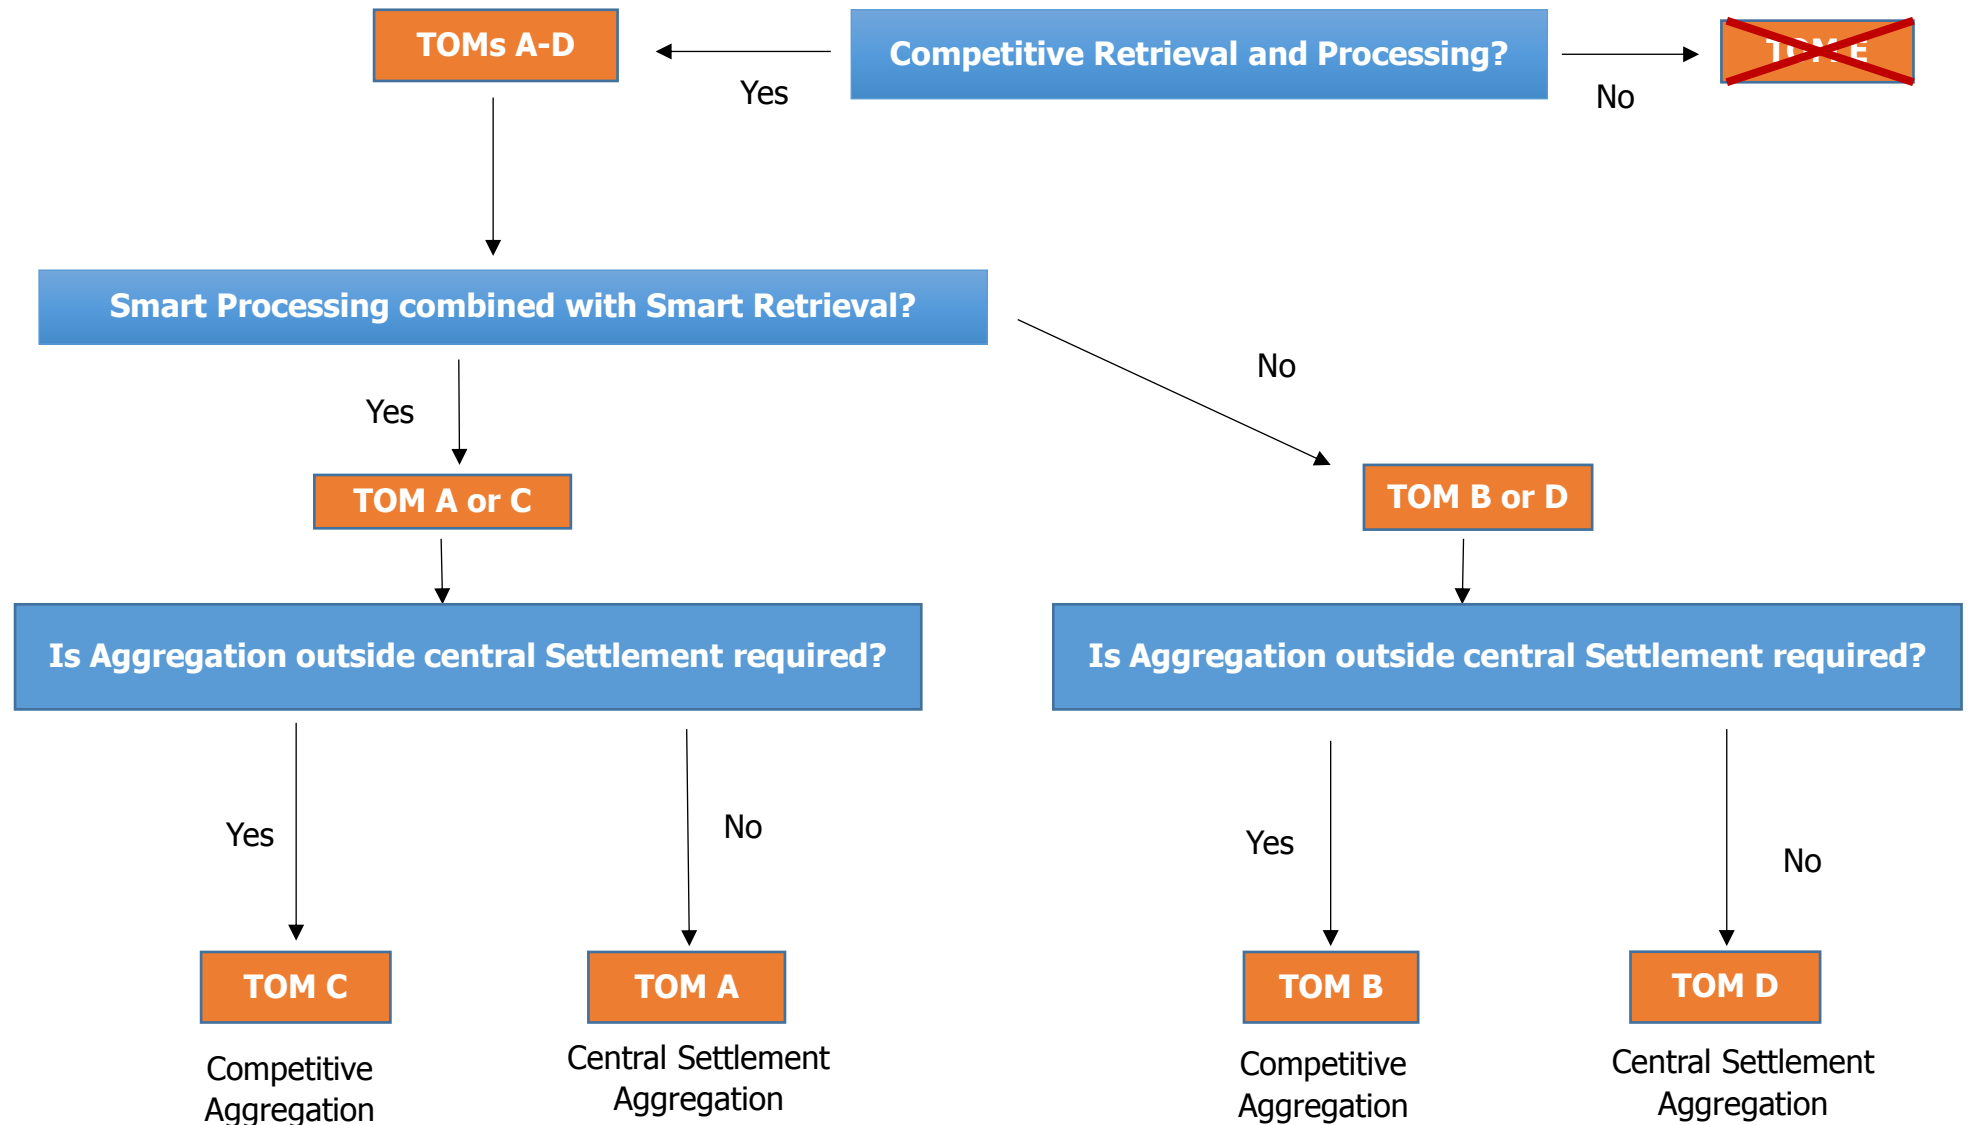 TOMs A-D
Competitive Retrieval and Processing?
TOM E
Yes
No
Smart Processing combined with Smart Retrieval?
No
Yes
TOM A or C
TOM B or D
Is Aggregation outside central Settlement required?
Is Aggregation outside central Settlement required?
Yes
No
Yes
No
TOM C
TOM A
TOM B
TOM D
Competitive
Aggregation
Central Settlement
Aggregation
Competitive
Aggregation
Central Settlement
Aggregation